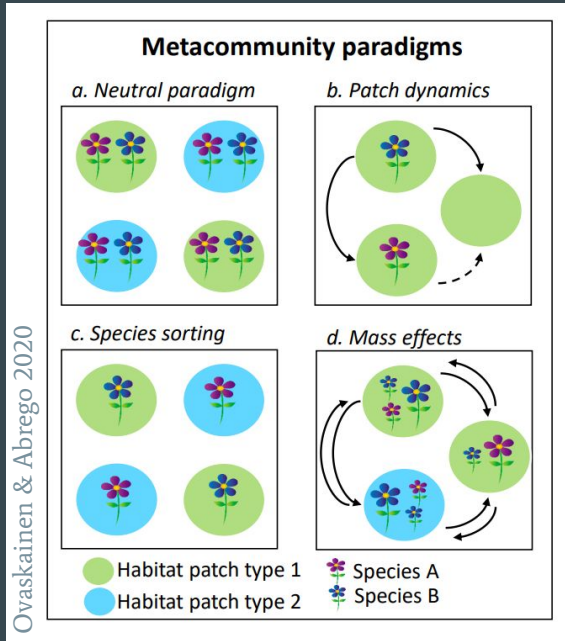 Metacommunity paradigms
a. Neutral paradigm
b. Patch dynamics
c. Species sorting
d. Mass effects
Habitat patch type 1
Habitat patch type 2
Species A
Species B
Ovaskainen & Abrego 2020